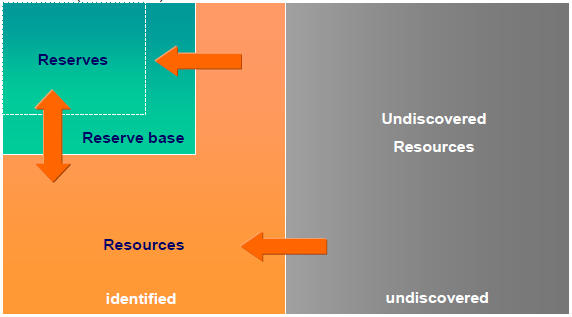 Reserves
Reserve base
Undiscovered
Resources
Resources
identified
undiscovered